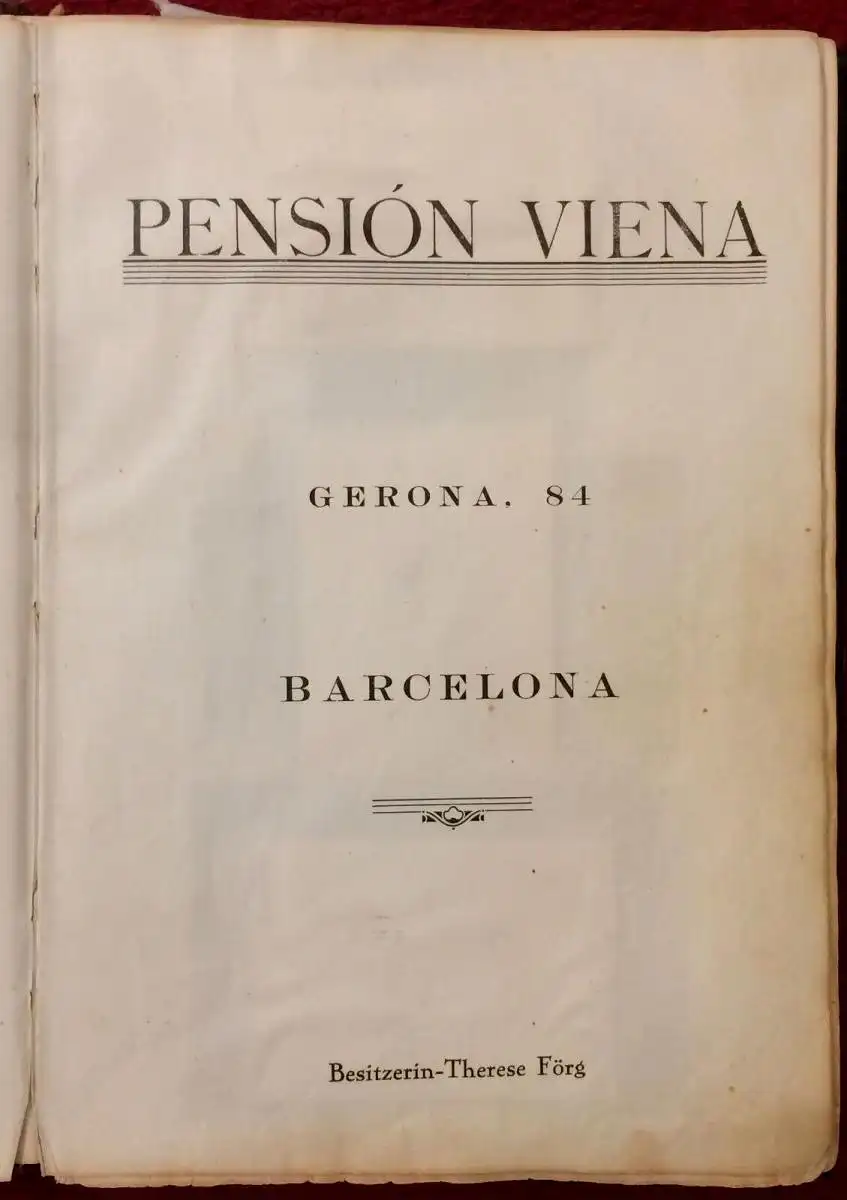 PENSIÓN VIENA
GERONA, 84
BARCELONA
Besitzerin-Therese Förg